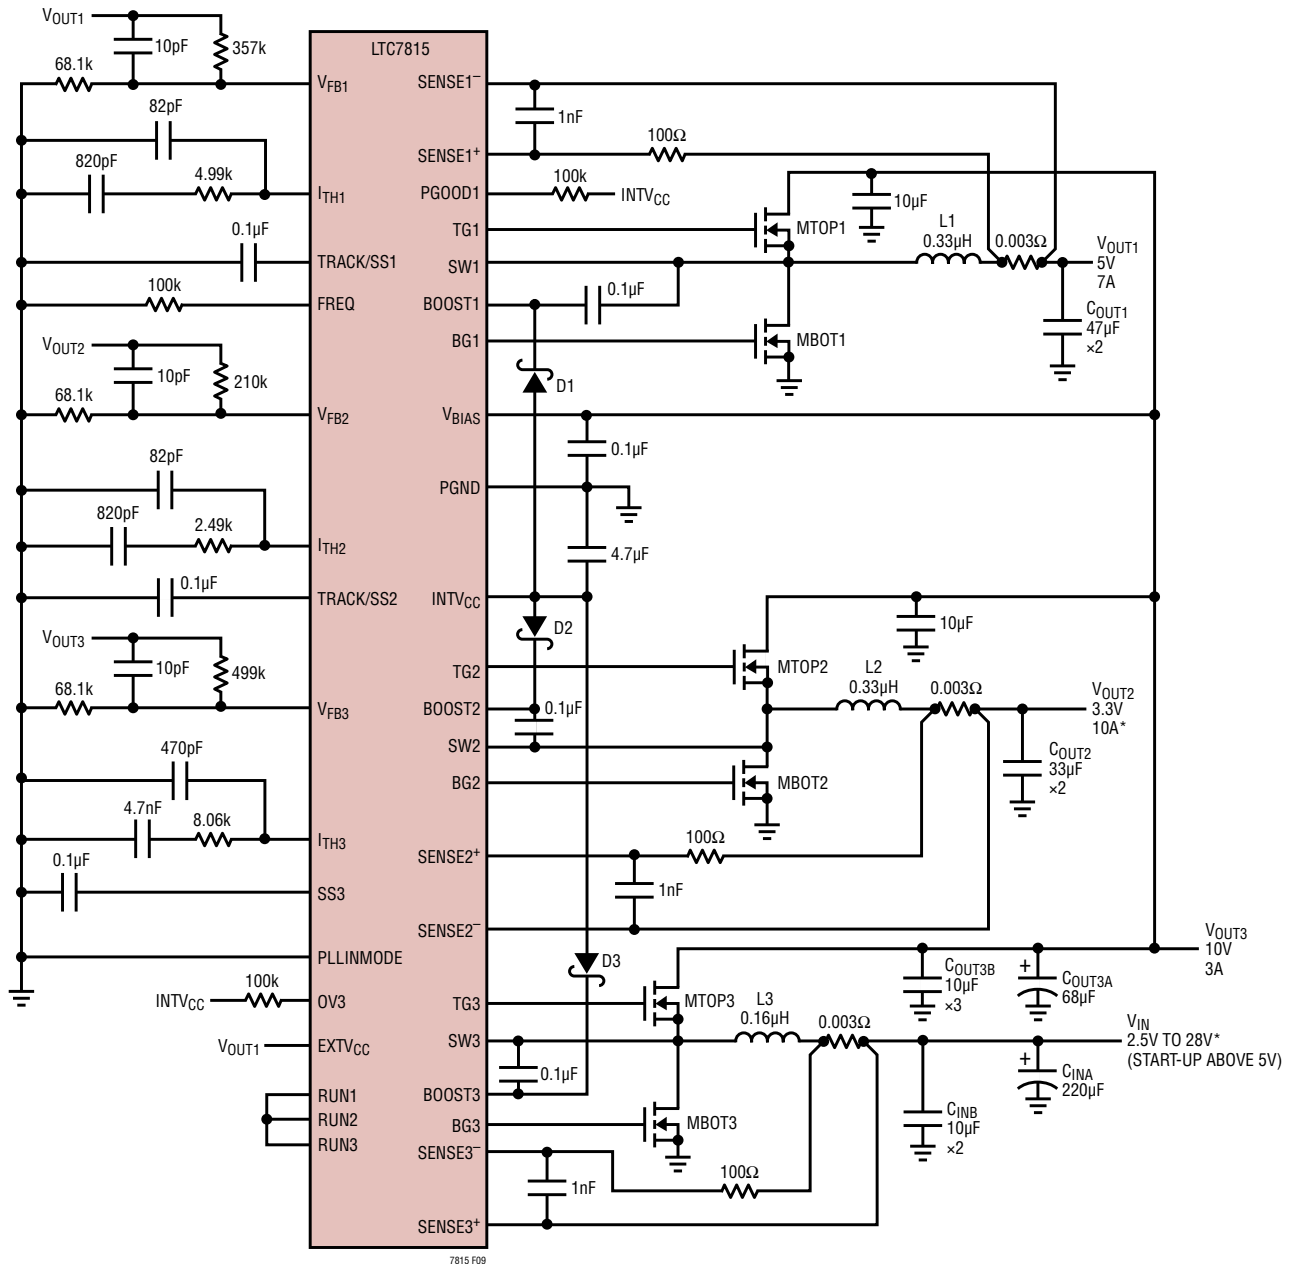 LTC7815
VOUT1
10pF
357k
68.1k
VFB1
82pF
820pF
4.99k
ITH1
0.1µF
TRACK/SS1
100k
FREQ
VOUT2
10pF
210k
68.1k
VFB2
82pF
820pF
2.49k
ITH2
0.1µF
TRACK/SS2
VOUT3
10pF
499k
68.1k
VFB3
470pF
4.7nF
8.06k
ITH3
0.1µF
SS3
PLLINMODE
100k
INTVCC
OV3
VOUT1
EXTVCC
RUN1
RUN2
RUN3
SENSE1–
1nF
100Ω
SENSE1+
100k
PGOOD1
INTVCC
10µF
TG1
MTOP1
L1
0.33µH
0.003Ω
VOUT1
5V
7A
SW1
BOOST1
0.1µF
COUT1
47µF
×2
BG1
MBOT1
D1
VBIAS
0.1µF
PGND
4.7µF
INTVCC
D2
10µF
TG2
MTOP2
L2
0.33µH
0.003Ω
VOUT2
3.3V
10A*
BOOST2
0.1µF
SW2
COUT2
33µF
×2
BG2
MBOT2
100Ω
SENSE2+
1nF
SENSE2–
VOUT3
10V
3A
D3
COUT3B
10µF
×3
+
COUT3A
68µF
TG3
MTOP3
L3
0.16µH
0.003Ω
VIN
2.5V TO 28V*
(START-UP ABOVE 5V)
SW3
0.1µF
BOOST3
+
CINA
220µF
CINB
10µF
×2
BG3
MBOT3
SENSE3–
100Ω
1nF
SENSE3+
7815 F09